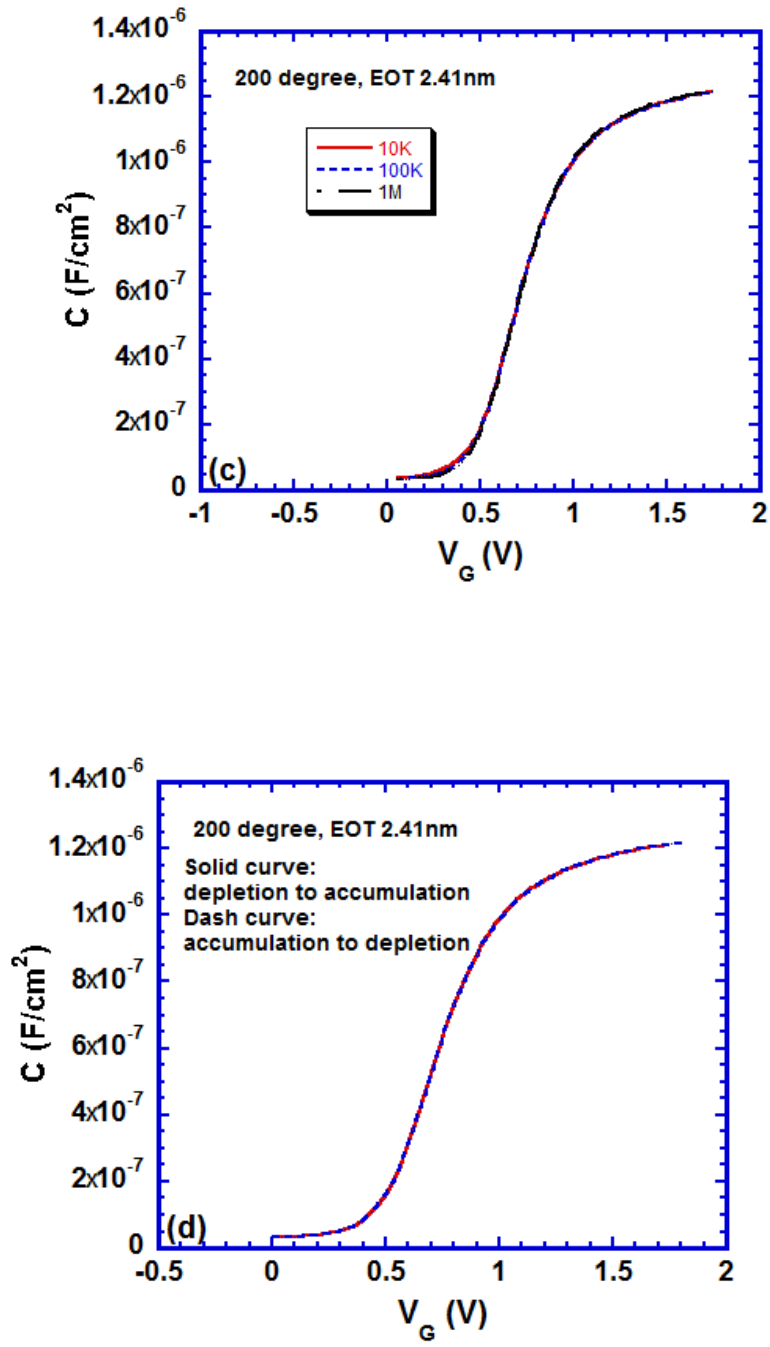 1.4x10-6
200 degree, EOT 2.41nm
1.2x10-6
10K
100K
1M
1x10-6
8x10-7
6x10-7
4x10-7
2x10-7
0
C (F/cm2)
(c)
-1 -0.5 0 0.5 1 1.5 2
VG (V)
1.4x10-6
200 degree, EOT 2.41nm
1.2x10-6
Solid curve:
depletion to accumulation
1x10-6
Dash curve:
accumulation to depletion
8x10-7
6x10-7
4x10-7
2x10-7
0
C (F/cm2)
(d)
-0.5 0 0.5 1 1.5 2
VG (V)